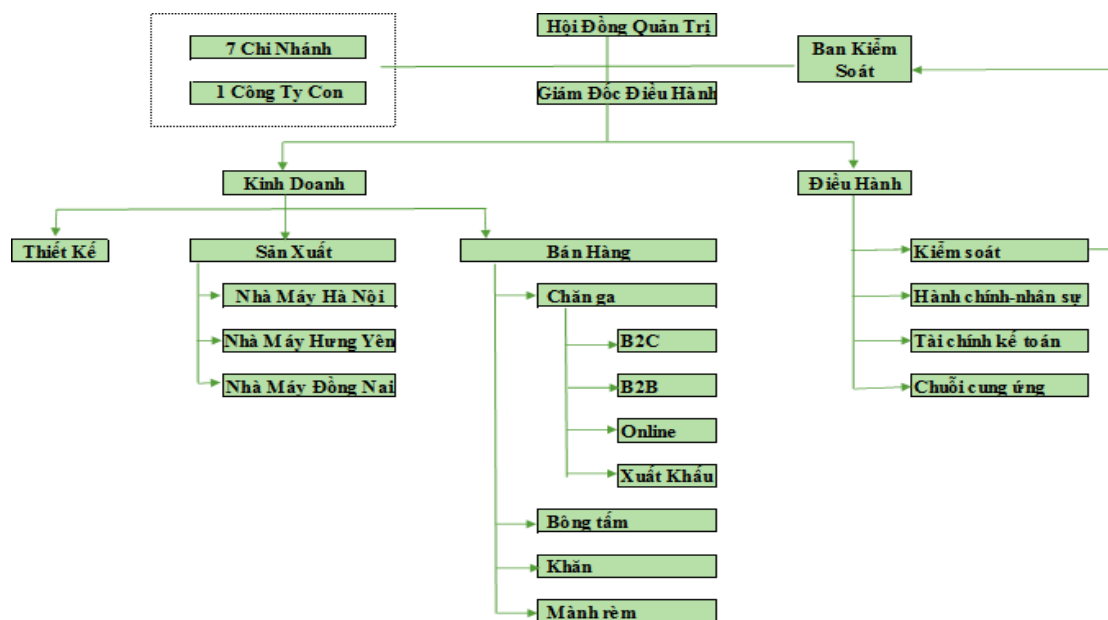 Hội Đồng Quản Trị
7 Chi Nhánh
Ban Kiểm
Soát
1 Công Ty Con
Giám Đốc Điều Hành
Kinh Doanh
Điều Hành
Thiết Kế
Sản Xuất
Bán Hàng
Kiểm soát
Nhà Máy Hà Nội
Chăn ga
Hành chính-nhân sự
Nhà Máy Hưng Yên
B2C
Tài chính kế toán
Nhà Máy Đồng Nai
B2B
Chuỗi cung ứng
Online
Xuất Khấu
Bông tấm
Khăn
Mành rèm